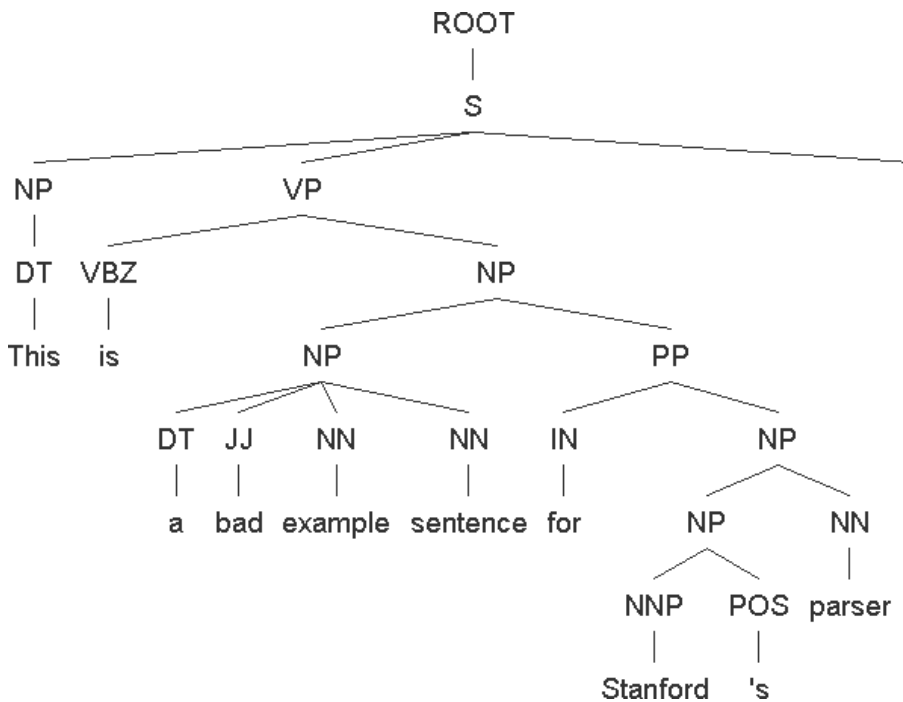 ROOT
S
NP VP
DT VBZ NP
This is NP PP
DT JJ NN NN IN NP
a bad example sentence for NP NN
NNP POS parser
Stanford 's